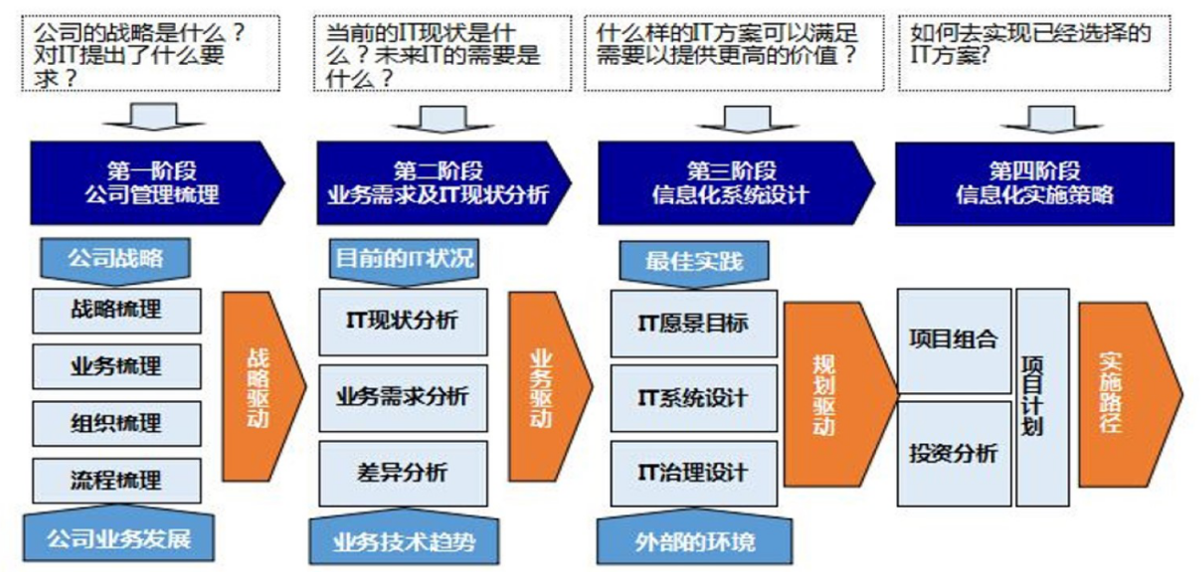 公司的战略是什么？
对IT提出了什么要
求？
当前的IT现状是什
么？未来IT的需要是
什么？
什么样的IT方案可以满足
需要以提供更高的价值？
如何去实现已经选择的
IT方案?
第一阶段
公司管理梳理
第二阶段
业务需求及IT现状分析
第三阶段
信息化系统设计
第四阶段
信息化实施策略
公司战略
战略梳理
业务梳理
组织梳理
流程梳理
公司业务发展
战略驱动
目前的IT状况
IT现状分析
业务需求分析
差异分析
业务技术趋势
业务驱动
最佳实践
IT愿景目标
IT系统设计
IT治理设计
外部的环境
规划驱动
项目组合
投资分析
项目计划
实施路径